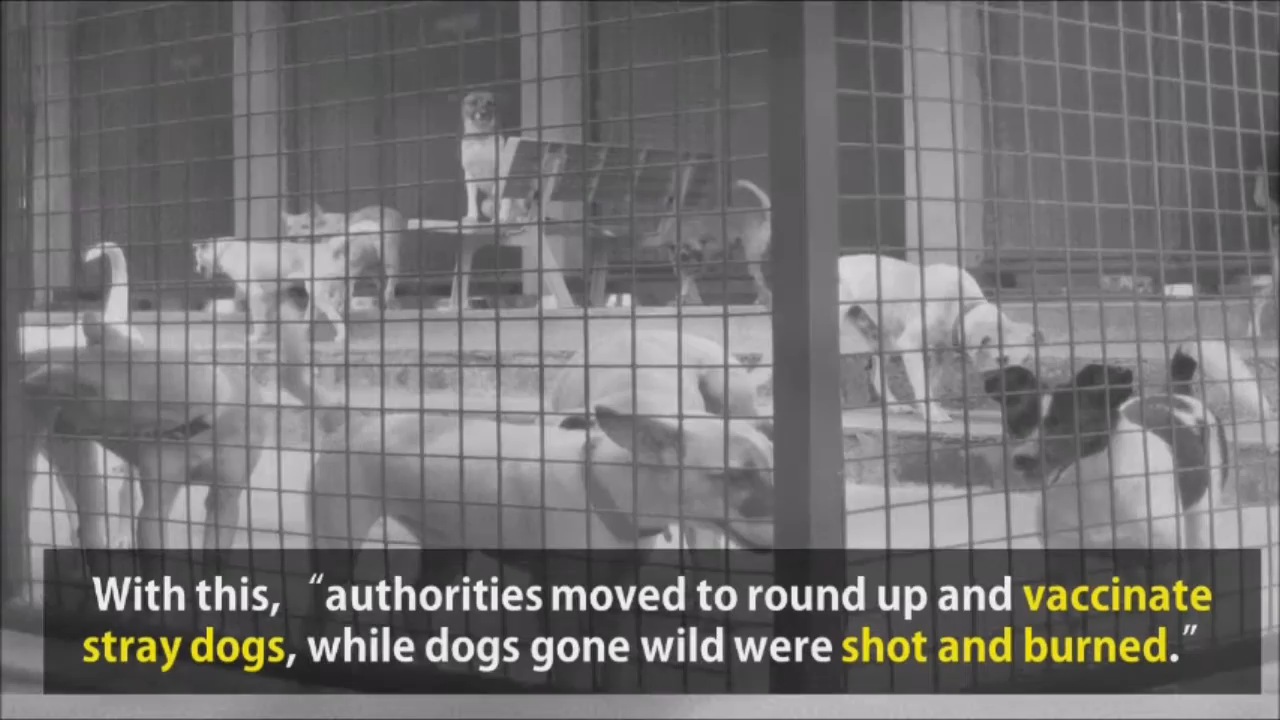 With this, “authorities moved to round up and vaccinate
stray dogs, while dogs gone wild were shot and burned.”